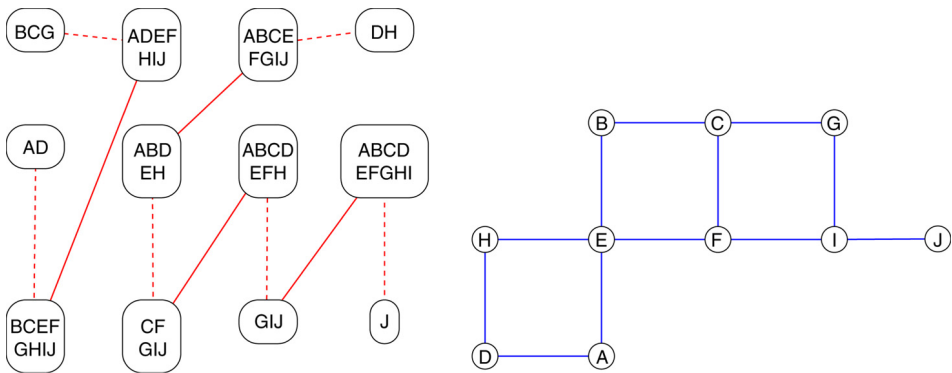 BCG
ADEF
HIJ
ABCE
FGIJ
DH
AD
ABD
EH
ABCD
EFH
ABCD
EFGHI
BCEF
GHIJ
CF
GIJ
GIJ
J
B
C
G
H
E
F
I
J
D
A